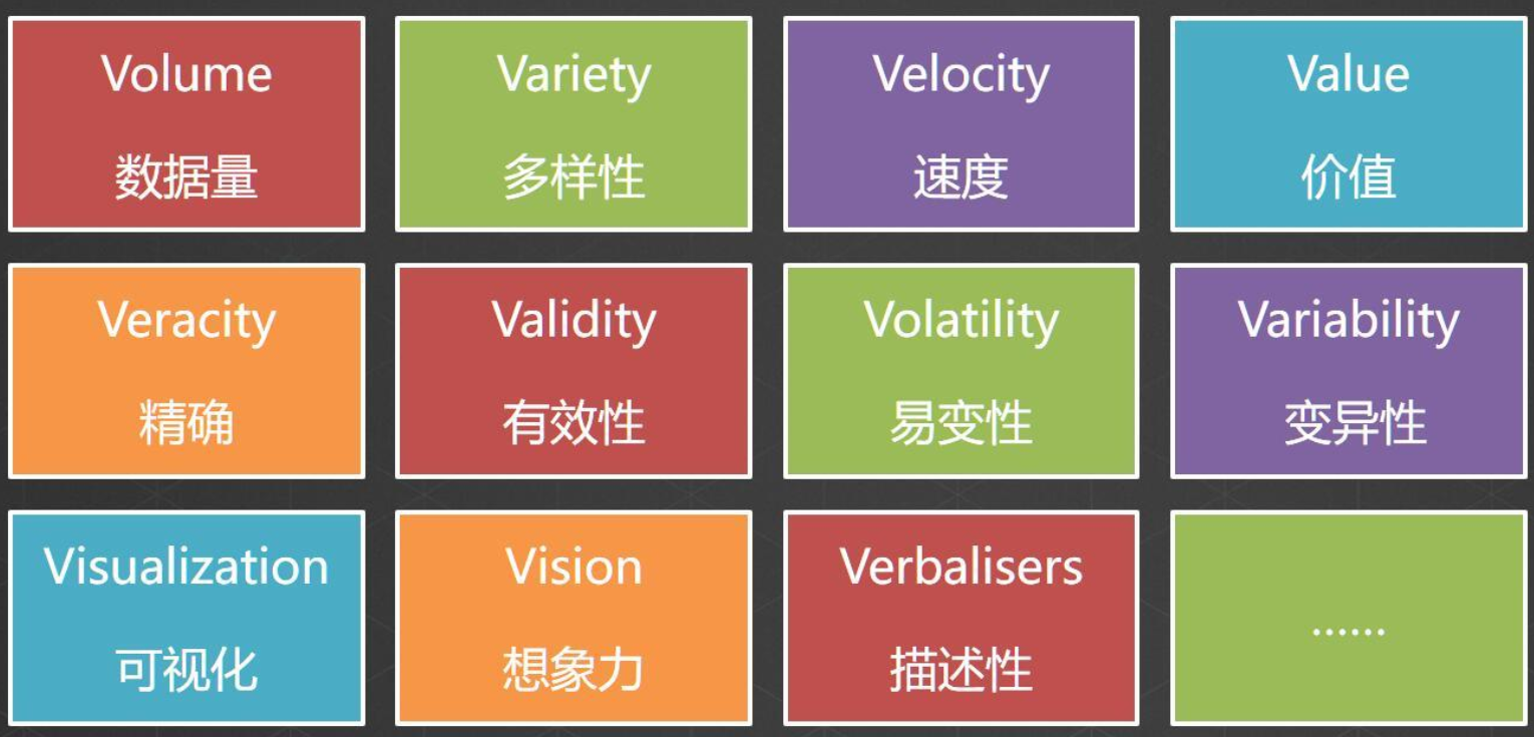 Volume
数据量
Variety
多样性
Velocity
速度
Value
价值
Veracity
精确
Validity
有效性
Volatility
易变性
Variability
变异性
Visualization
可视化
Vision
想象力
Verbalisers
描述性
......